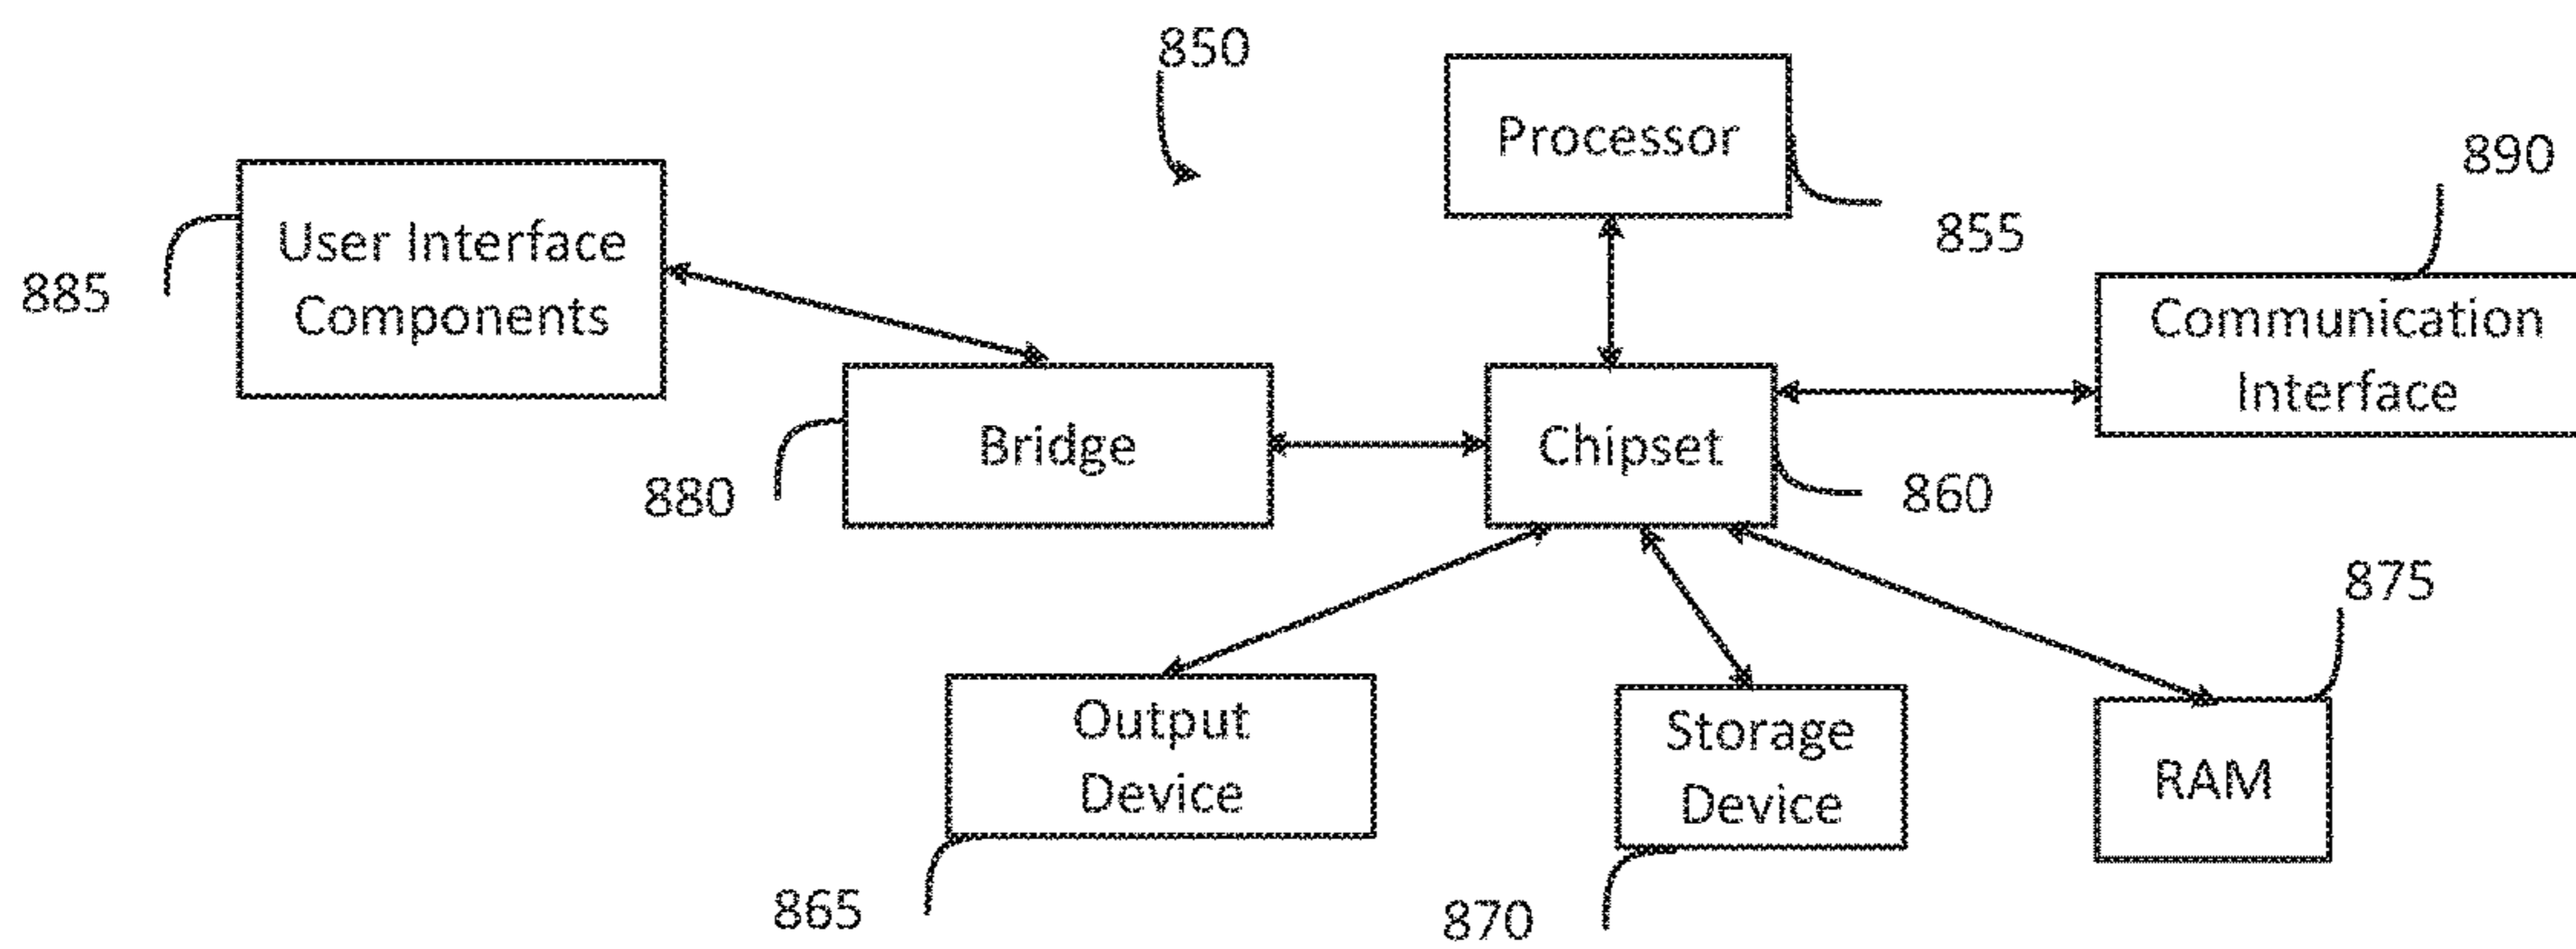 850
Processor
890
855
User Interface
Components
885
Communication
Interface
Bridge
Chipset
880
860
875
Output
Device
Storage
Device
RAM
865
870